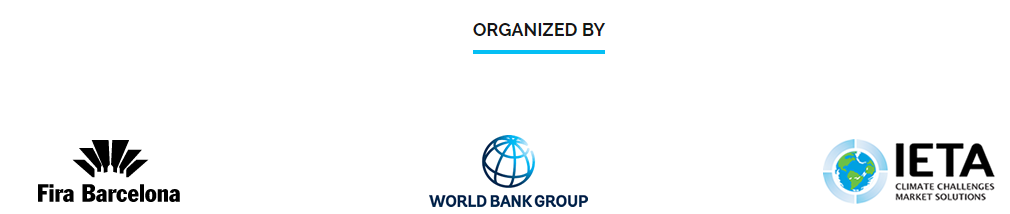 ORGANIZED BY
Fira Barcelona
WORLD BANK GROUP
IETA
CLIMATE CHALLENGES
MARKET SOLUTIONS